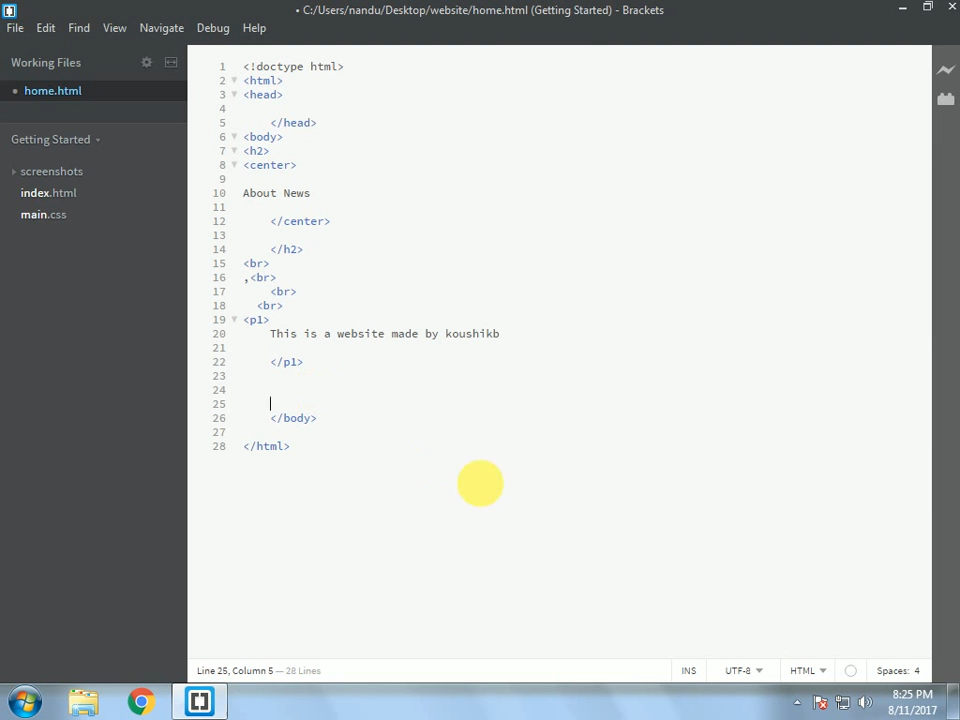 • C:/Users/nandu/Desktop/website/home.html (Getting Started) - Brackets
File Edit Find View Navigate Debug Help
Working Files
• home.html
Getting Started
screenshots
index.html
main.css
1 <!doctype html>
2 <html>
3 <head>
4
5 </head>
6 <body>
7 <h2>
8 <center>
9
10 About News
11
12 </center>
13
14 </h2>
15 <br>
16 ,<br>
17 <br>
18 <br>
19 <p1>
20 This is a website made by koushikb
21
22 </p1>
23
24
25
26 </body>
27
28 </html>
Line 25, Column 5 — 28 Lines
INS UTF-8 HTML Spaces: 4
8:25 PM
8/11/2017